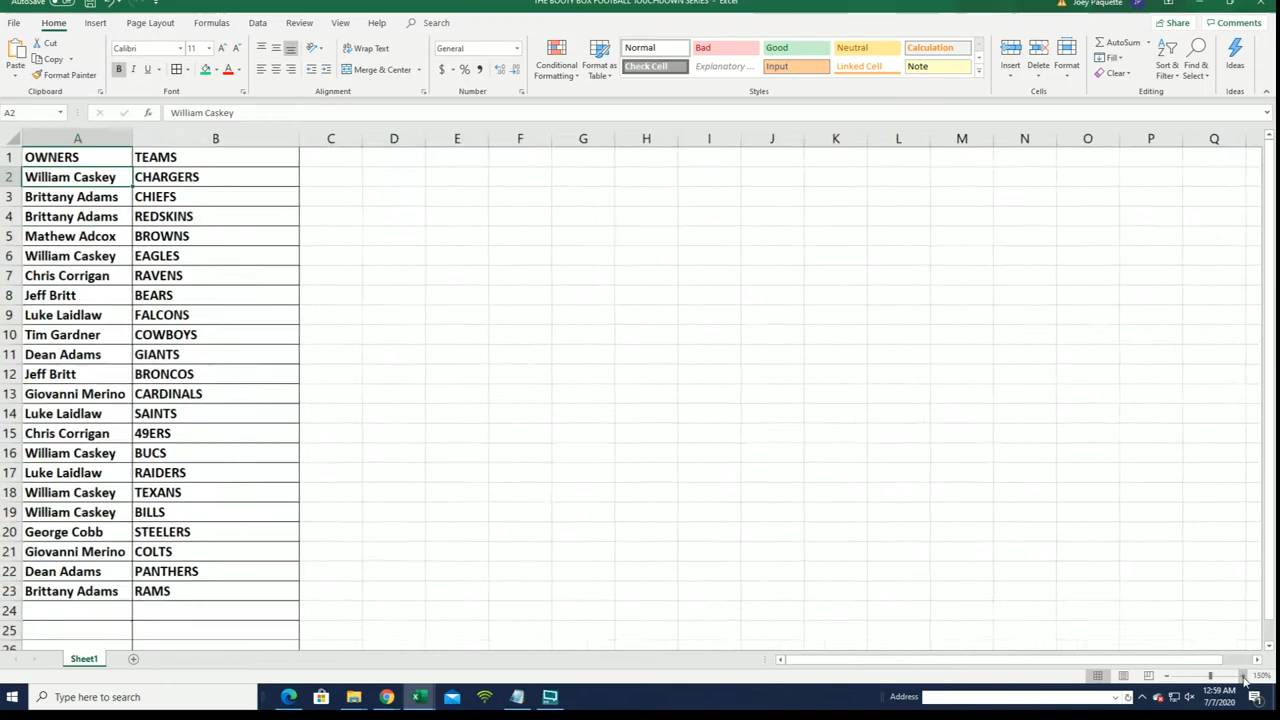 AutoSave Off THE BOOTY BOX FOOTBALL TOUCHDOWN SERIES - Excel Joey Paquette JP
File Home Insert Page Layout Formulas Data Review View Help Search Share Comments
Paste Cut Copy Format Painter Clipboard
Calibri 11 B I U A A A Font
Wrap Text Merge & Center Alignment
General $ % Number
Conditional Formatting Format as Table
Normal Bad Good Neutral Calculation
Check Cell Explanatory ... Input Linked Cell Note
Styles
Insert Delete Format Cells
AutoSum Fill Clear Sort & Filter Find & Select Editing
Ideas Ideas
A2 fx William Caskey
A B C D E F G H I J K L M N O P Q
1 OWNERS TEAMS
2 William Caskey CHARGERS
3 Brittany Adams CHIEFS
4 Brittany Adams REDSKINS
5 Mathew Adcox BROWNS
6 William Caskey EAGLES
7 Chris Corrigan RAVENS
8 Jeff Britt BEARS
9 Luke Laidlaw FALCONS
10 Tim Gardner COWBOYS
11 Dean Adams GIANTS
12 Jeff Britt BRONCOS
13 Giovanni Merino CARDINALS
14 Luke Laidlaw SAINTS
15 Chris Corrigan 49ERS
16 William Caskey BUCS
17 Luke Laidlaw RAIDERS
18 William Caskey TEXANS
19 William Caskey BILLS
20 George Cobb STEELERS
21 Giovanni Merino COLTS
22 Dean Adams PANTHERS
23 Brittany Adams RAMS
24
25
26
Sheet1
150%
Type here to search Address 12:59 AM
7/7/2020